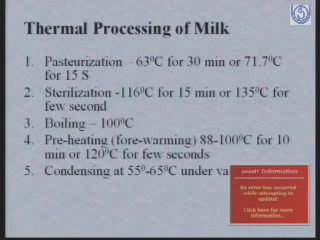 Thermal Processing of Milk
1. Pasteurization – 63⁰C for 30 min or 71.7⁰C
for 15 S
2. Sterilization -116⁰C for 15 min or 135⁰C for
few second
3. Boiling – 100⁰C
4. Pre-heating (fore-warming) 88-100⁰C for 10
min or 120⁰C for few seconds
5. Condensing at 55⁰-65⁰C under va
avast! Information
An error has occurred
while attempting to
update!
Click here for more
information...